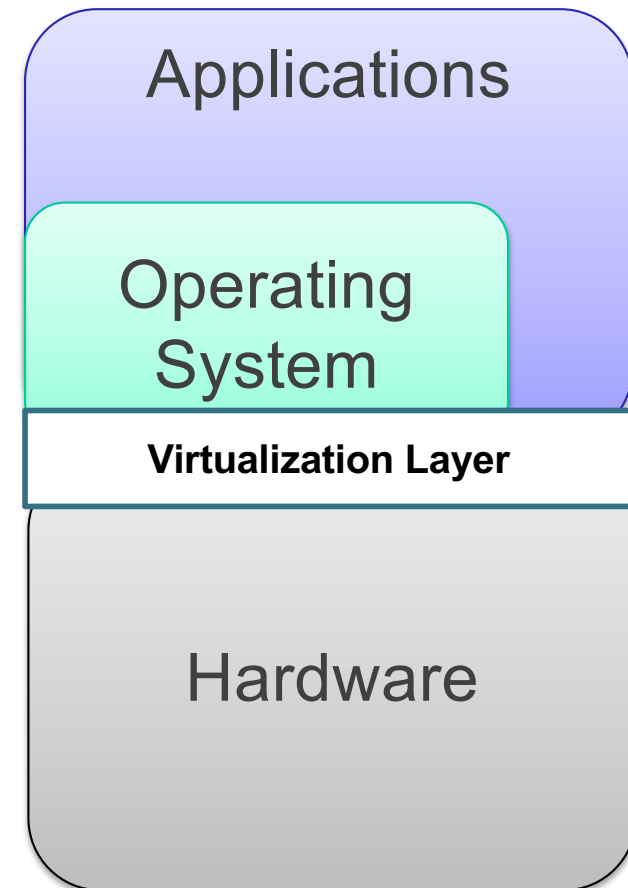 Applications
Operating
System
Virtualization Layer
Hardware